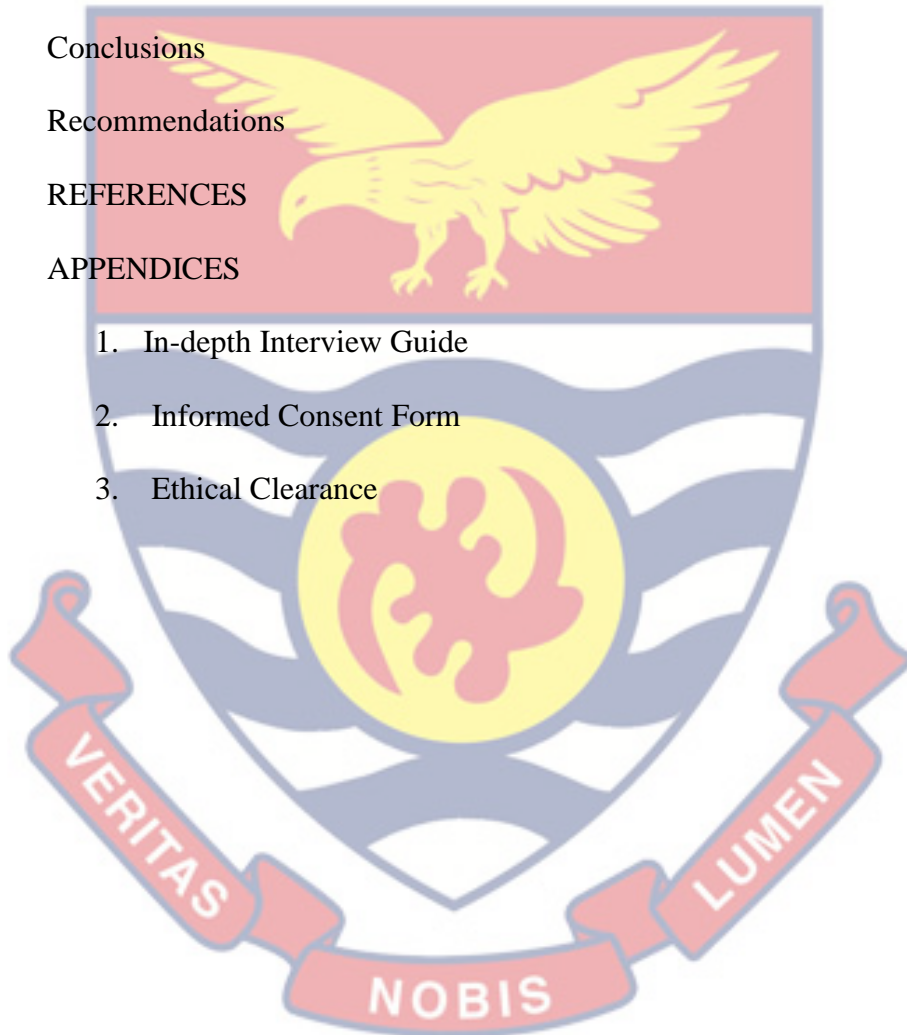 Conclusions
Recommendations
REFERENCES
APPENDICES
1. In-depth Interview Guide
2. Informed Consent Form
3. Ethical Clearance
VERITAS
NOBIS
LUMEN